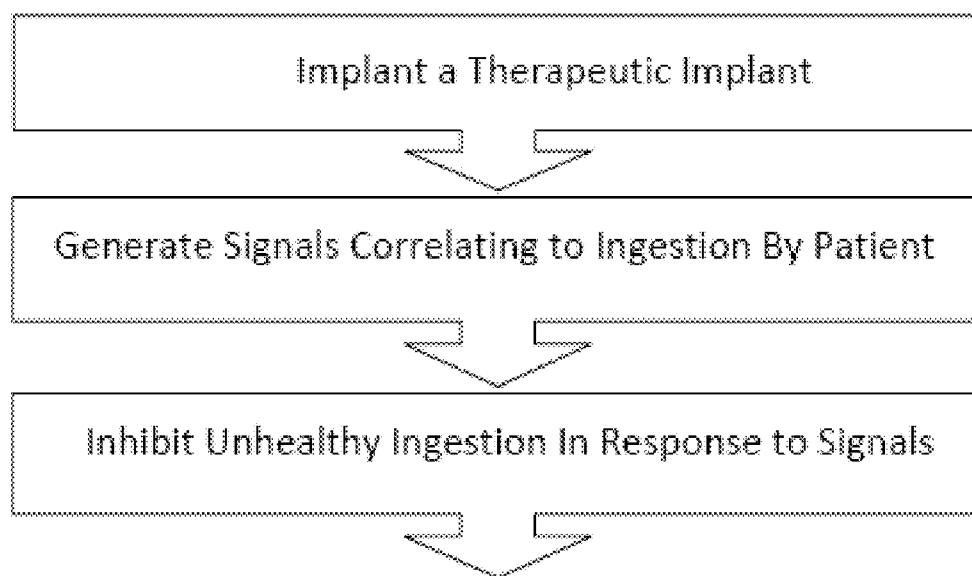 Implant a Therapeutic Implant
Generate Signals Correlating to Ingestion By Patient
Inhibit Unhealthy Ingestion In Response to Signals